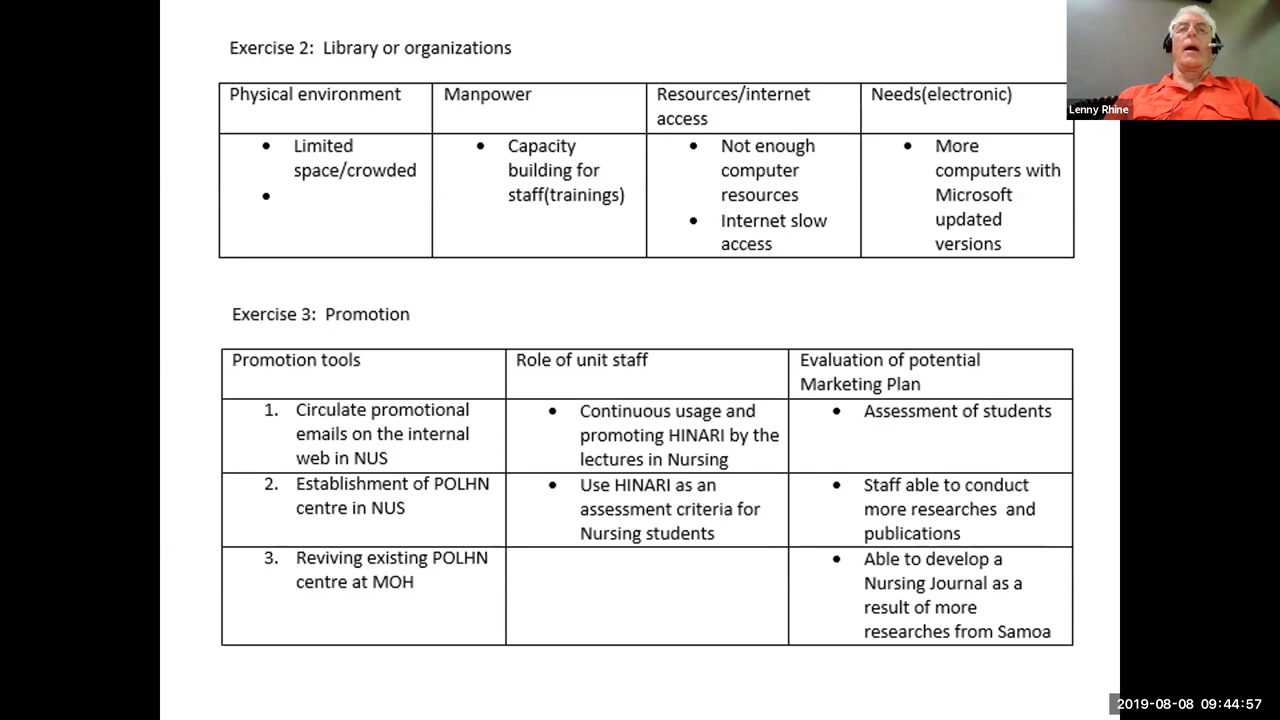 Exercise 2:  Library or organizations
Physical environment
Manpower
Resources/internet
access
Needs(electronic)
• Limited
space/crowded
•
• Capacity
building for
staff(trainings)
• Not enough
computer
resources
• Internet slow
access
• More
computers with
Microsoft
updated
versions
Exercise 3:  Promotion
Promotion tools
Role of unit staff
Evaluation of potential
Marketing Plan
1. Circulate promotional
emails on the internal
web in NUS
• Continuous usage and
promoting HINARI by the
lectures in Nursing
• Assessment of students
2. Establishment of POLHN
centre in NUS
• Use HINARI as an
assessment criteria for
Nursing students
• Staff able to conduct
more researches  and
publications
3. Reviving existing POLHN
centre at MOH
• Able to develop a
Nursing Journal as a
result of more
researches from Samoa
Lenny Rhine
2019-08-08 09:44:57